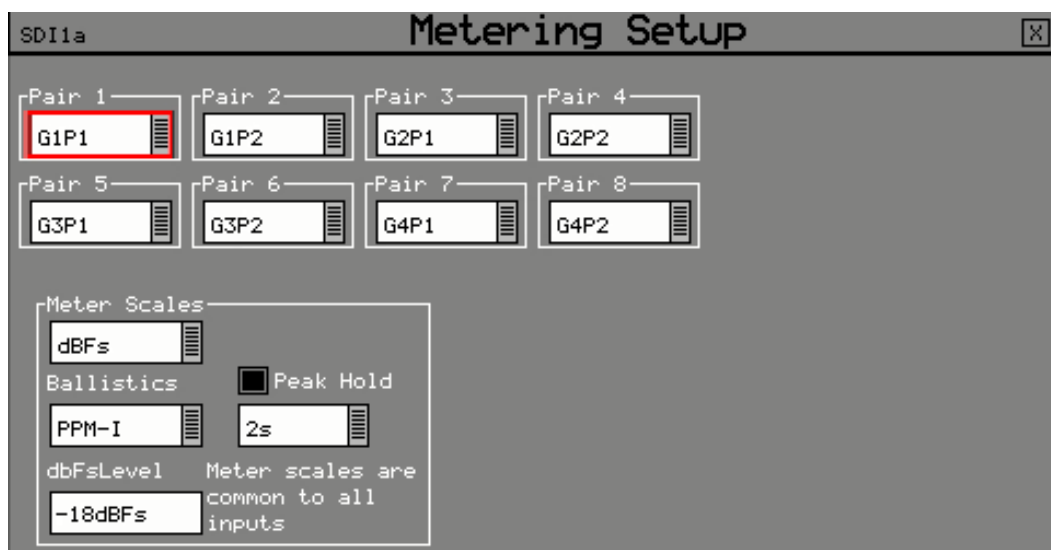 SDI1a Metering Setup X
Pair 1 Pair 2 Pair 3 Pair 4
G1P1 G1P2 G2P1 G2P2
Pair 5 Pair 6 Pair 7 Pair 8
G3P1 G3P2 G4P1 G4P2
Meter Scales
dBFs
Ballistics Peak Hold
PPM-I 2s
dbFsLevel Meter scales are
-18dBFs common to all
inputs